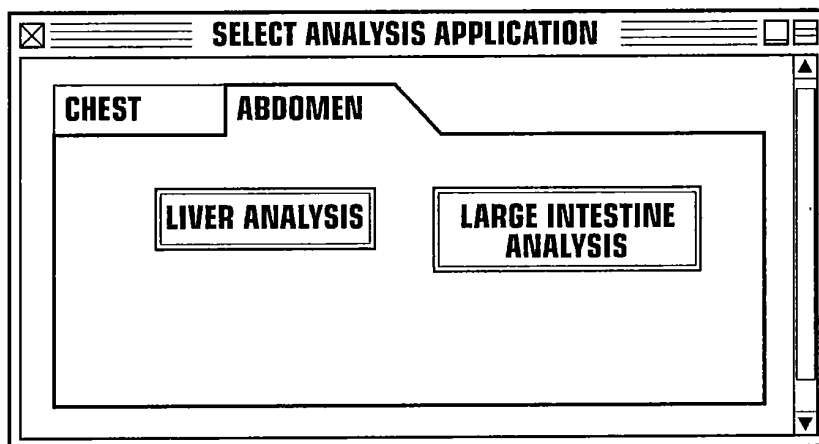 SELECT ANALYSIS APPLICATION
CHEST
ABDOMEN
LIVER ANALYSIS
LARGE INTESTINE
ANALYSIS